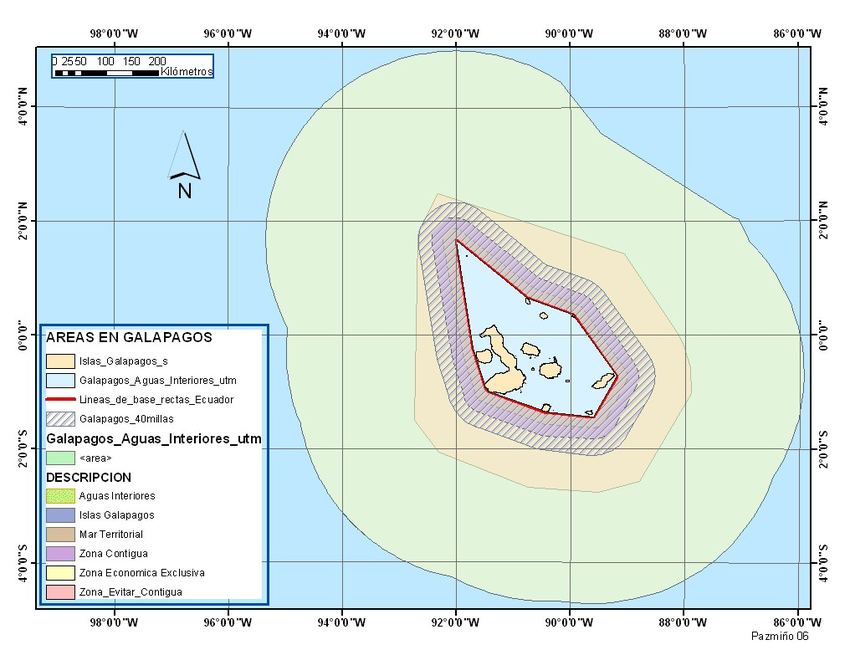 98°0'0"W 96°0'0"W 94°0'0"W 92°0'0"W 90°0'0"W 88°0'0"W 86°0'0"W
0 25 50 100 150 200
Kilómetros
4°0'0"N 4°0'0"N
N
2°0'0"N 2°0'0"N
0°0'0" 0°0'0"
AREAS EN GALAPAGOS
Islas_Galapagos_s
Galapagos_Aguas_Interiores_utm
Lineas_de_base_rectas_Ecuador
Galapagos_40millas
Galapagos_Aguas_Interiores_utm
<area>
DESCRIPCION
Aguas Interiores
Islas Galapagos
Mar Territorial
Zona Contigua
Zona Economica Exclusiva
Zona_Evitar_Contigua
2°0'0"S 2°0'0"S
4°0'0"S 4°0'0"S
98°0'0"W 96°0'0"W 94°0'0"W 92°0'0"W 90°0'0"W 88°0'0"W 86°0'0"W
Pazmiño 06